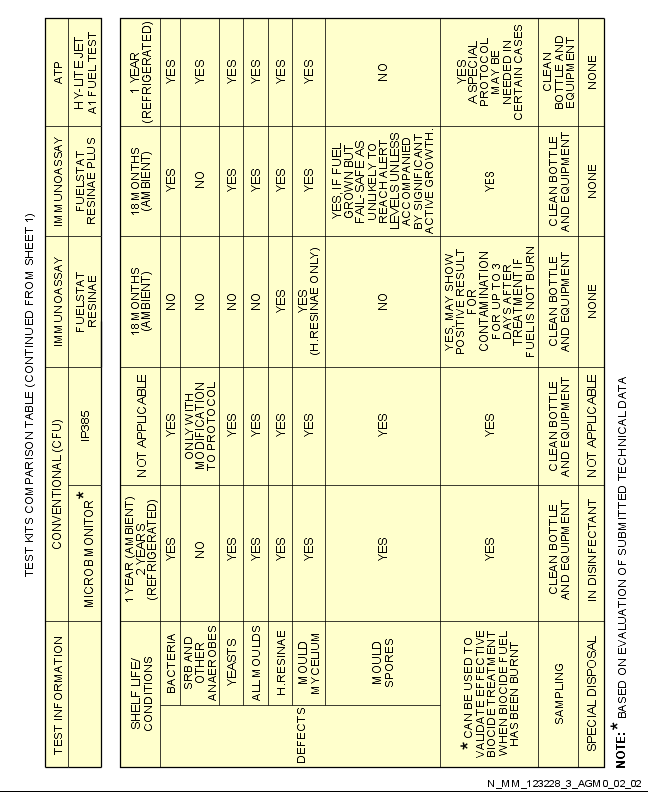 TEST KITS COMPARISON TABLE (CONTINUED FROM SHEET 1)
TEST INFORMATION
CONVENTIONAL (CFU)
IMMUNOASSAY
IMMUNOASSAY
ATP
MICROBMONITOR*
IP385
FUELSTAT
RESINAE
FUELSTAT
RESINAE PLUS
HY-LITE JET
A1 FUEL TEST
SHELF LIFE/
CONDITIONS
1 YEAR (AMBIENT)
2 YEARS
(REFRIGERATED)
NOT APPLICABLE
18 MONTHS
(AMBIENT)
18 MONTHS
(AMBIENT)
1 YEAR
(REFRIGERATED)
DEFECTS
BACTERIA
YES
YES
NO
YES
YES
SRB AND
OTHER
ANAEROBES
NO
ONLY WITH
MODIFICATION
TO PROTOCOL
NO
NO
YES
YEASTS
YES
YES
NO
YES
YES
ALL MOULDS
YES
YES
NO
YES
YES
H.RESINAE
YES
YES
YES
YES
YES
MOULD
MYCELIUM
YES
YES
YES
(H.RESINAE ONLY)
YES
YES
MOULD
SPORES
YES
YES
NO
YES, IF FUEL
GROWN BUT
FAIL-SAFE AS
UNLIKELY TO
REACH ALERT
LEVELS UNLESS
ACCOMPANIED
BY SIGNIFICANT
ACTIVE GROWTH.
NO
* CAN BE USED TO
VALIDATE EFFECTIVE
BIOCIDE TREATMENT
WHEN BIOCIDE FUEL
HAS BEEN BURNT
YES
YES
YES, MAY SHOW
POSITIVE RESULT
FOR
CONTAMINATION
FOR UP TO 3
DAYS AFTER
TREATMENT IF
FUEL IS NOT BURN
YES
YES
A SPECIAL
PROTOCOL
MAY BE
NEEDED IN
CERTAIN CASES
SAMPLING
CLEAN BOTTLE
AND EQUIPMENT
CLEAN BOTTLE
AND EQUIPMENT
CLEAN BOTTLE
AND EQUIPMENT
CLEAN BOTTLE
AND EQUIPMENT
CLEAN
BOTTLE AND
EQUIPMENT
SPECIAL DISPOSAL
IN DISINFECTANT
NOT APPLICABLE
NONE
NONE
NONE
NOTE: * BASED ON EVALUATION OF SUBMITTED TECHNICAL DATA
N_MM_123228_3_AGM0_02_02